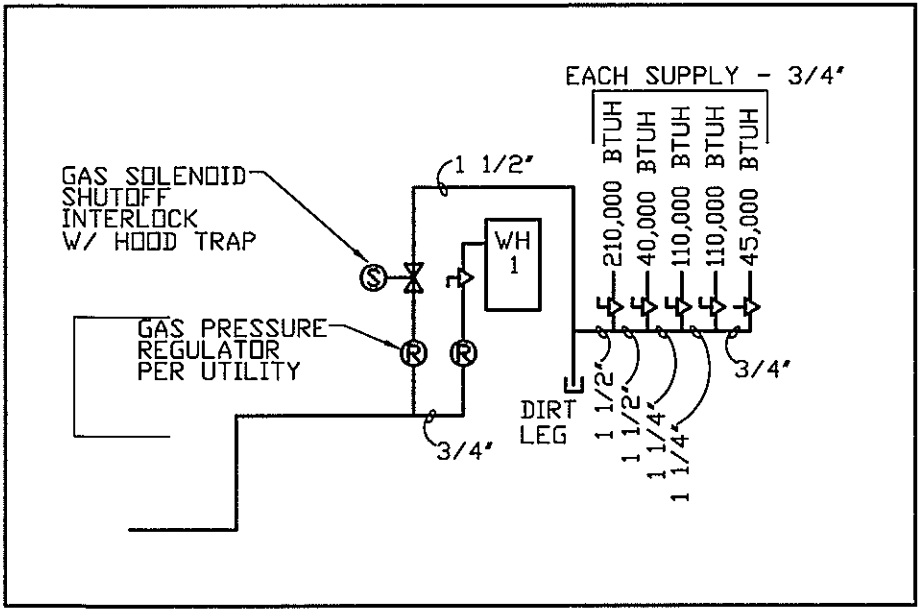 EACH SUPPLY - 3/4"
210,000 BTUH
40,000 BTUH
110,000 BTUH
110,000 BTUH
45,000 BTUH
1 1/2"
GAS SOLENOID
SHUTOFF
INTERLOCK
W/ HOOD TRAP
S
WH
1
GAS PRESSURE
REGULATOR
PER UTILITY
R
R
3/4"
DIRT
LEG
1 1/2"
1 1/2"
1 1/4"
1 1/4"
3/4"